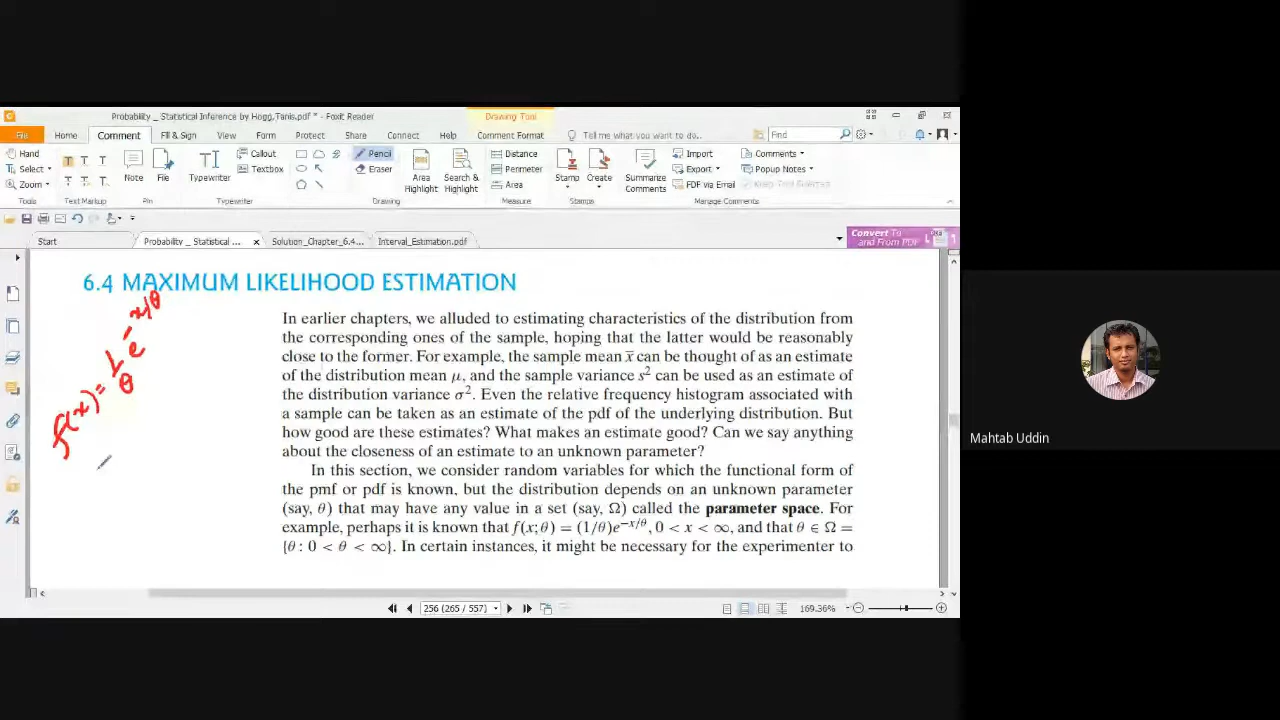 Probability _ Statistical Inference by Hogg,Tanis.pdf * - Foxit Reader
Drawing Tool
File Home Comment Fill & Sign View Form Protect Share Connect Help Comment Format Tell me what you want to do.. Find
Hand
Select
Zoom
Tools
Text Markup
Note
File
Pin
Typewriter
Callout
Textbox
Typewriter
Pencil
Eraser
Area Highlight
Search & Highlight
Drawing
Distance
Perimeter
Area
Measure
Stamp
Create
Stamps
Summarize Comments
Import
Export
FDF via Email
Comments
Popup Notes
Keep Tool Selected
Manage Comments
Start
Probability _ Statistical ...
Solution_Chapter_6.4...
Interval_Estimation.pdf
Convert To
and From PDF
6.4 MAXIMUM LIKELIHOOD ESTIMATION
f(x) = 1/θ e^{-x/θ}
In earlier chapters, we alluded to estimating characteristics of the distribution from
the corresponding ones of the sample, hoping that the latter would be reasonably
close to the former. For example, the sample mean x̄ can be thought of as an estimate
of the distribution mean μ, and the sample variance s² can be used as an estimate of
the distribution variance σ². Even the relative frequency histogram associated with
a sample can be taken as an estimate of the pdf of the underlying distribution. But
how good are these estimates? What makes an estimate good? Can we say anything
about the closeness of an estimate to an unknown parameter?
In this section, we consider random variables for which the functional form of
the pmf or pdf is known, but the distribution depends on an unknown parameter
(say, θ) that may have any value in a set (say, Ω) called the parameter space. For
example, perhaps it is known that f(x; θ) = (1/θ)e^{−x/θ}, 0 < x < ∞, and that θ ∈ Ω =
{θ : 0 < θ < ∞}. In certain instances, it might be necessary for the experimenter to
256 (265 / 557)
169.36%
Mahtab Uddin